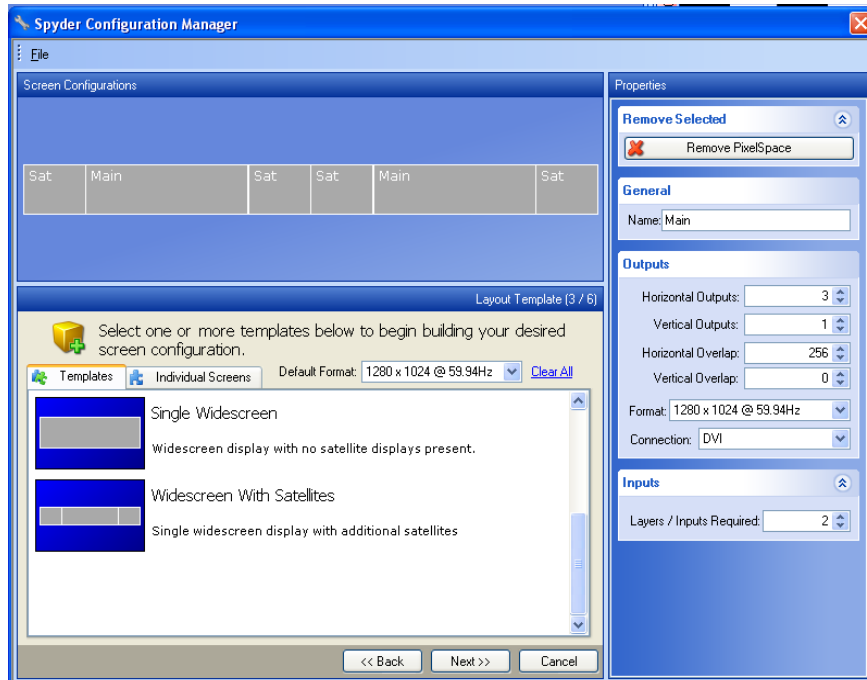 Spyder Configuration Manager
File
Screen Configurations
Sat Main Sat Sat Main Sat
Layout Template (3 / 6)
Select one or more templates below to begin building your desired
screen configuration.
Templates Individual Screens Default Format: 1280 x 1024 @ 59.94Hz Clear All
Single Widescreen
Widescreen display with no satellite displays present.
Widescreen With Satellites
Single widescreen display with additional satellites
<< Back Next >> Cancel
Properties
Remove Selected
Remove PixelSpace
General
Name: Main
Outputs
Horizontal Outputs: 3
Vertical Outputs: 1
Horizontal Overlap: 256
Vertical Overlap: 0
Format: 1280 x 1024 @ 59.94Hz
Connection: DVI
Inputs
Layers / Inputs Required: 2